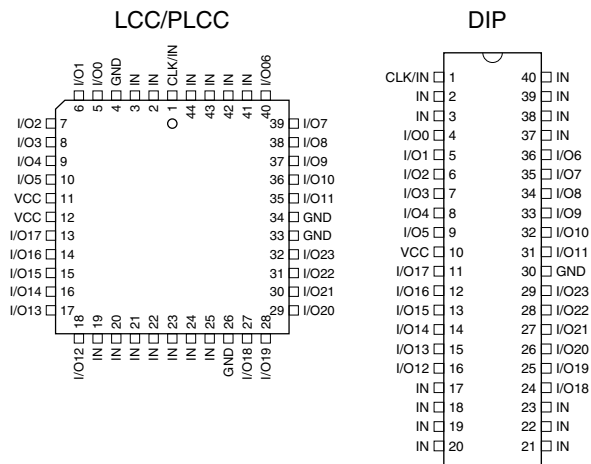 LCC/PLCC
I/O1
I/O0
GND
IN
IN
CLK/IN
IN
IN
IN
IN
I/O06
6 5 4 3 2 1 44 43 42 41 40
I/O2 7 39 I/O7
I/O3 8 38 I/O8
I/O4 9 37 I/O9
I/O5 10 36 I/O10
VCC 11 35 I/O11
VCC 12 34 GND
I/O17 13 33 GND
I/O16 14 32 I/O23
I/O15 15 31 I/O22
I/O14 16 30 I/O21
I/O13 17 29 I/O20
18 19 20 21 22 23 24 25 26 27 28
I/O12
IN
IN
IN
IN
IN
IN
IN
GND
I/O18
I/O19
DIP
CLK/IN 1 40 IN
IN 2 39 IN
IN 3 38 IN
I/O0 4 37 IN
I/O1 5 36 I/O6
I/O2 6 35 I/O7
I/O3 7 34 I/O8
I/O4 8 33 I/O9
I/O5 9 32 I/O10
VCC 10 31 I/O11
I/O17 11 30 GND
I/O16 12 29 I/O23
I/O15 13 28 I/O22
I/O14 14 27 I/O21
I/O13 15 26 I/O20
I/O12 16 25 I/O19
IN 17 24 I/O18
IN 18 23 IN
IN 19 22 IN
IN 20 21 IN